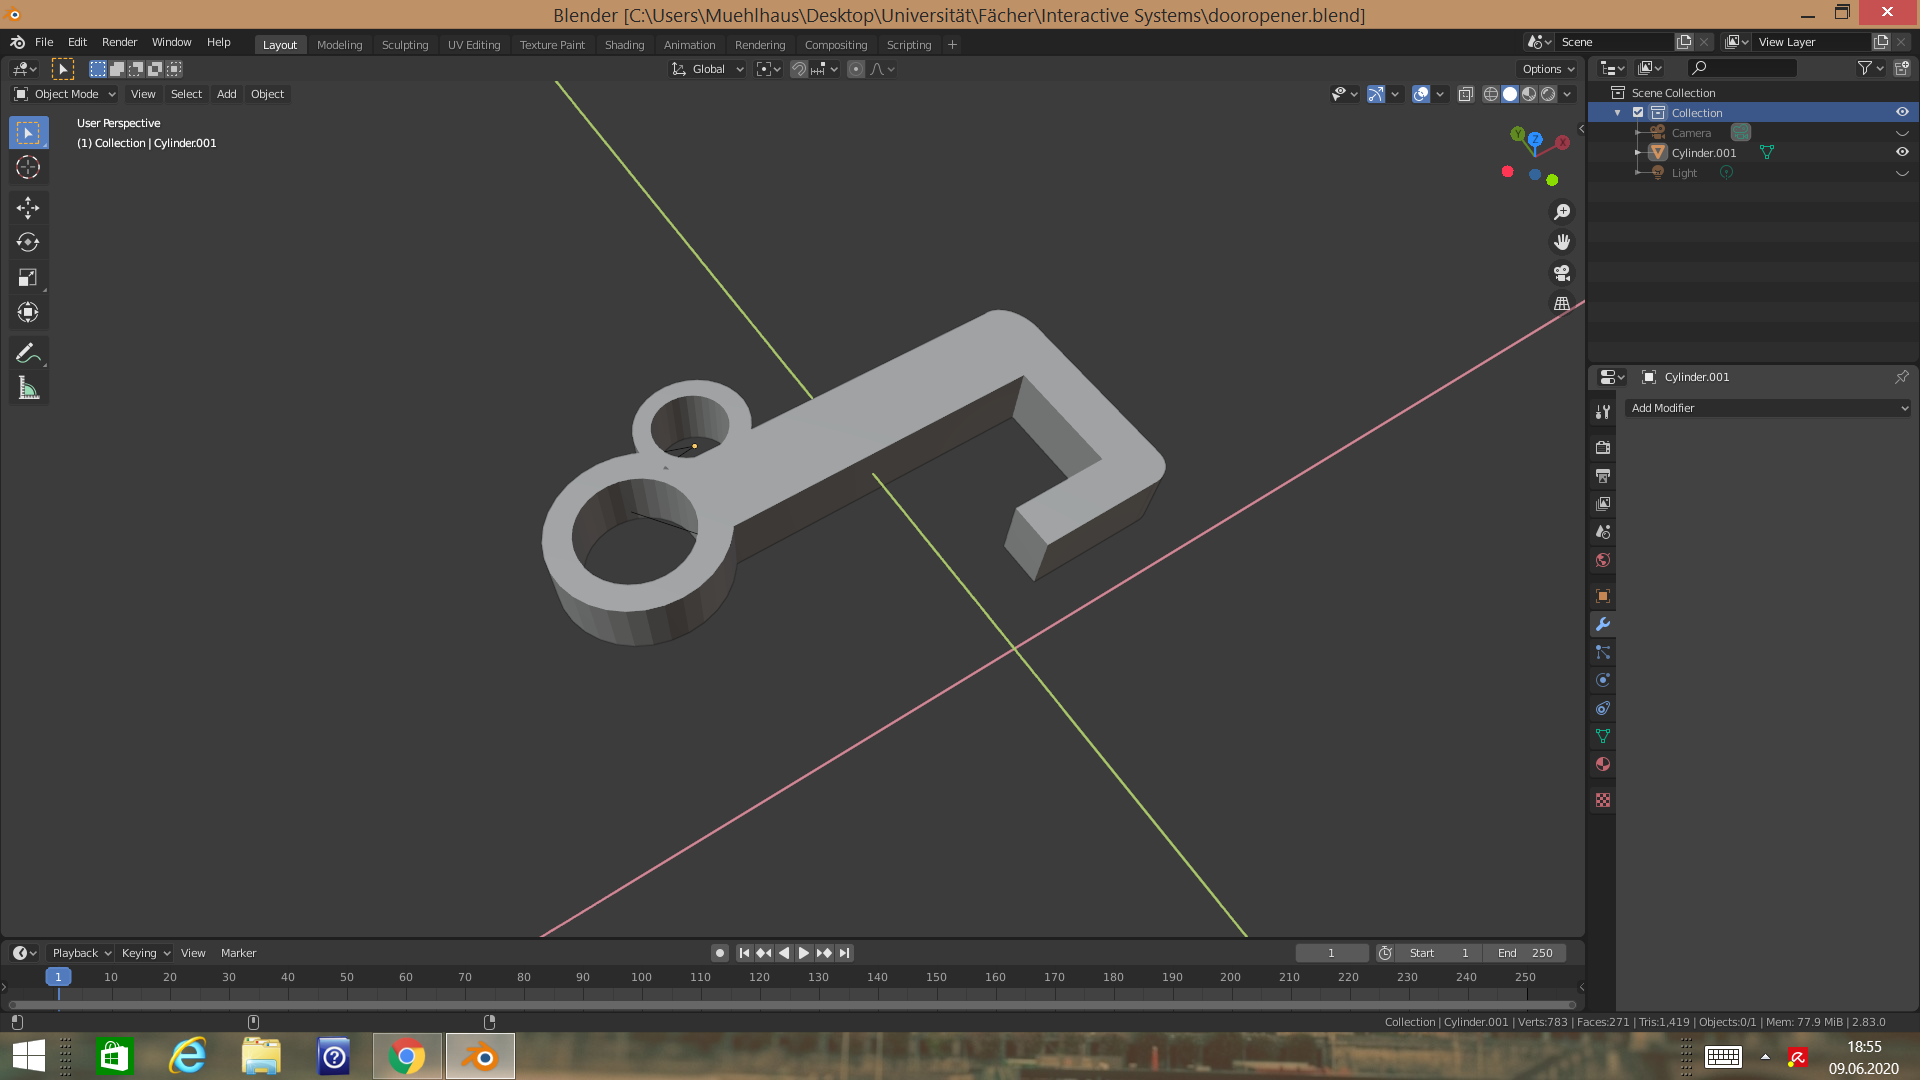 Blender [C:\Users\Muehlhaus\Desktop\Universität\Fächer\Interactive Systems\dooropener.blend]
File Edit Render Window Help Layout Modeling Sculpting UV Editing Texture Paint Shading Animation Rendering Compositing Scripting + Scene View Layer
Global Options
Object Mode View Select Add Object
User Perspective
(1) Collection | Cylinder.001
Y Z X
Scene Collection
Collection
Camera
Cylinder.001
Light
Cylinder.001
Add Modifier
Playback Keying View Marker 1 Start 1 End 250
1 10 20 30 40 50 60 70 80 90 100 110 120 130 140 150 160 170 180 190 200 210 220 230 240 250
Collection | Cylinder.001 | Verts:783 | Faces:271 | Tris:1,419 | Objects:0/1 | Mem: 77.9 MiB | 2.83.0
18:55
09.06.2020